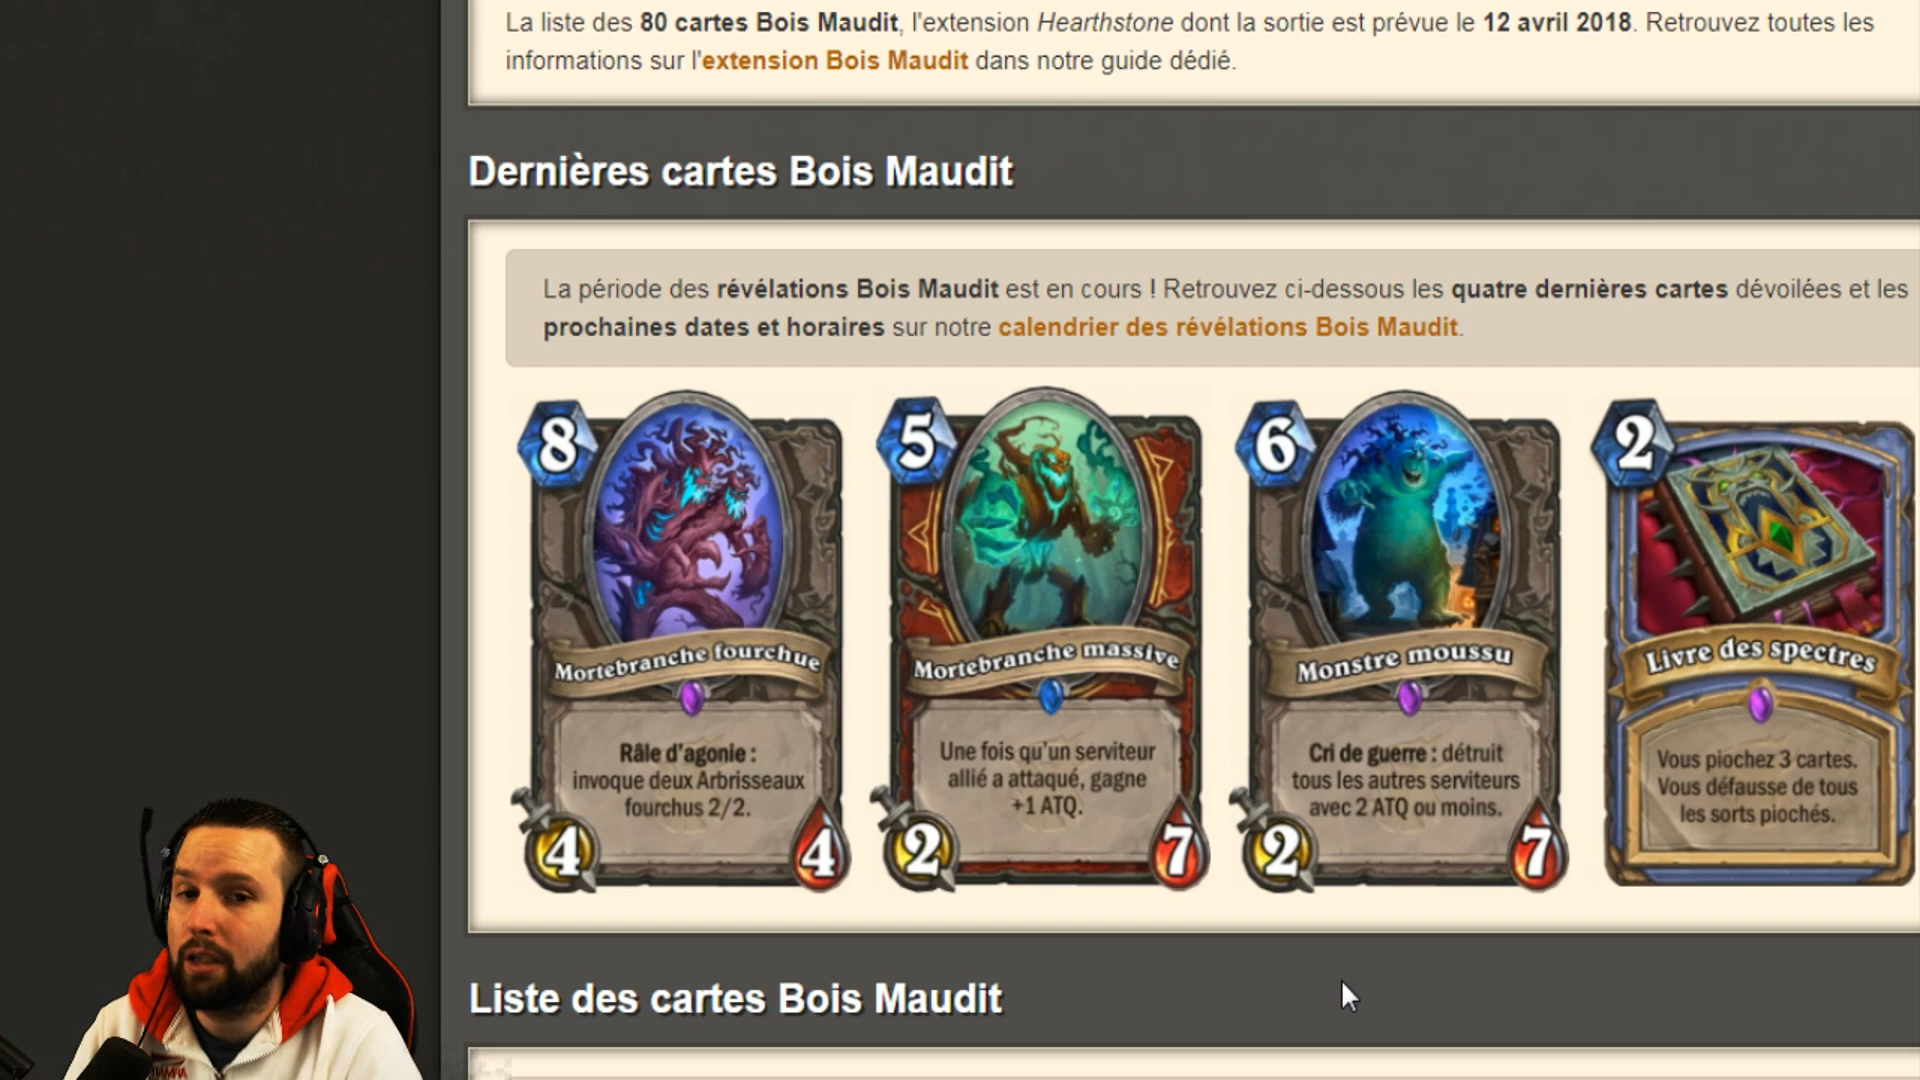 La liste des 80 cartes Bois Maudit, l'extension Hearthstone dont la sortie est prévue le 12 avril 2018. Retrouvez toutes les
informations sur l'extension Bois Maudit dans notre guide dédié.
Dernières cartes Bois Maudit
La période des révélations Bois Maudit est en cours ! Retrouvez ci-dessous les quatre dernières cartes dévoilées et les
prochaines dates et horaires sur notre calendrier des révélations Bois Maudit.
8
Mortebranche fourchue
Râle d'agonie :
invoque deux Arbrisseaux
fourchus 2/2.
4
4
5
Mortebranche massive
Une fois qu'un serviteur
allié a attaqué, gagne
+1 ATQ.
2
7
6
Monstre moussu
Cri de guerre : détruit
tous les autres serviteurs
avec 2 ATQ ou moins.
2
7
2
Livre des spectres
Vous piochez 3 cartes.
Vous défausse de tous
les sorts piochés.
Liste des cartes Bois Maudit